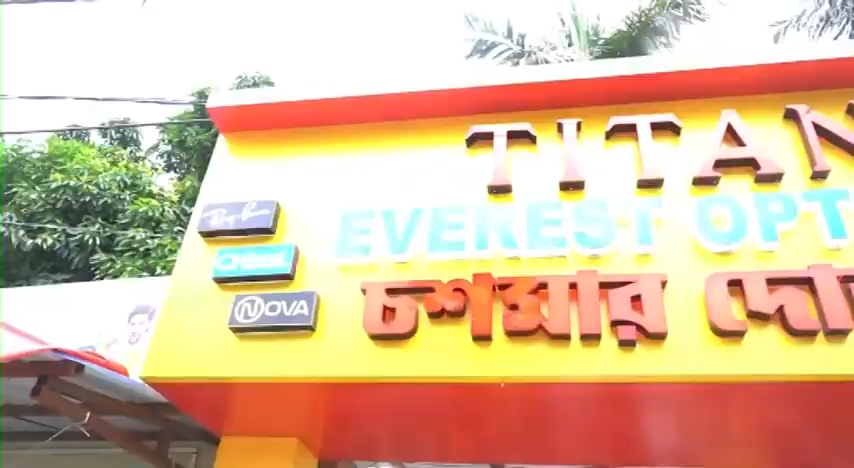 TITAN
EVEREST OPT
Ray-Ban
Crizal
NOVA
চশমার দো